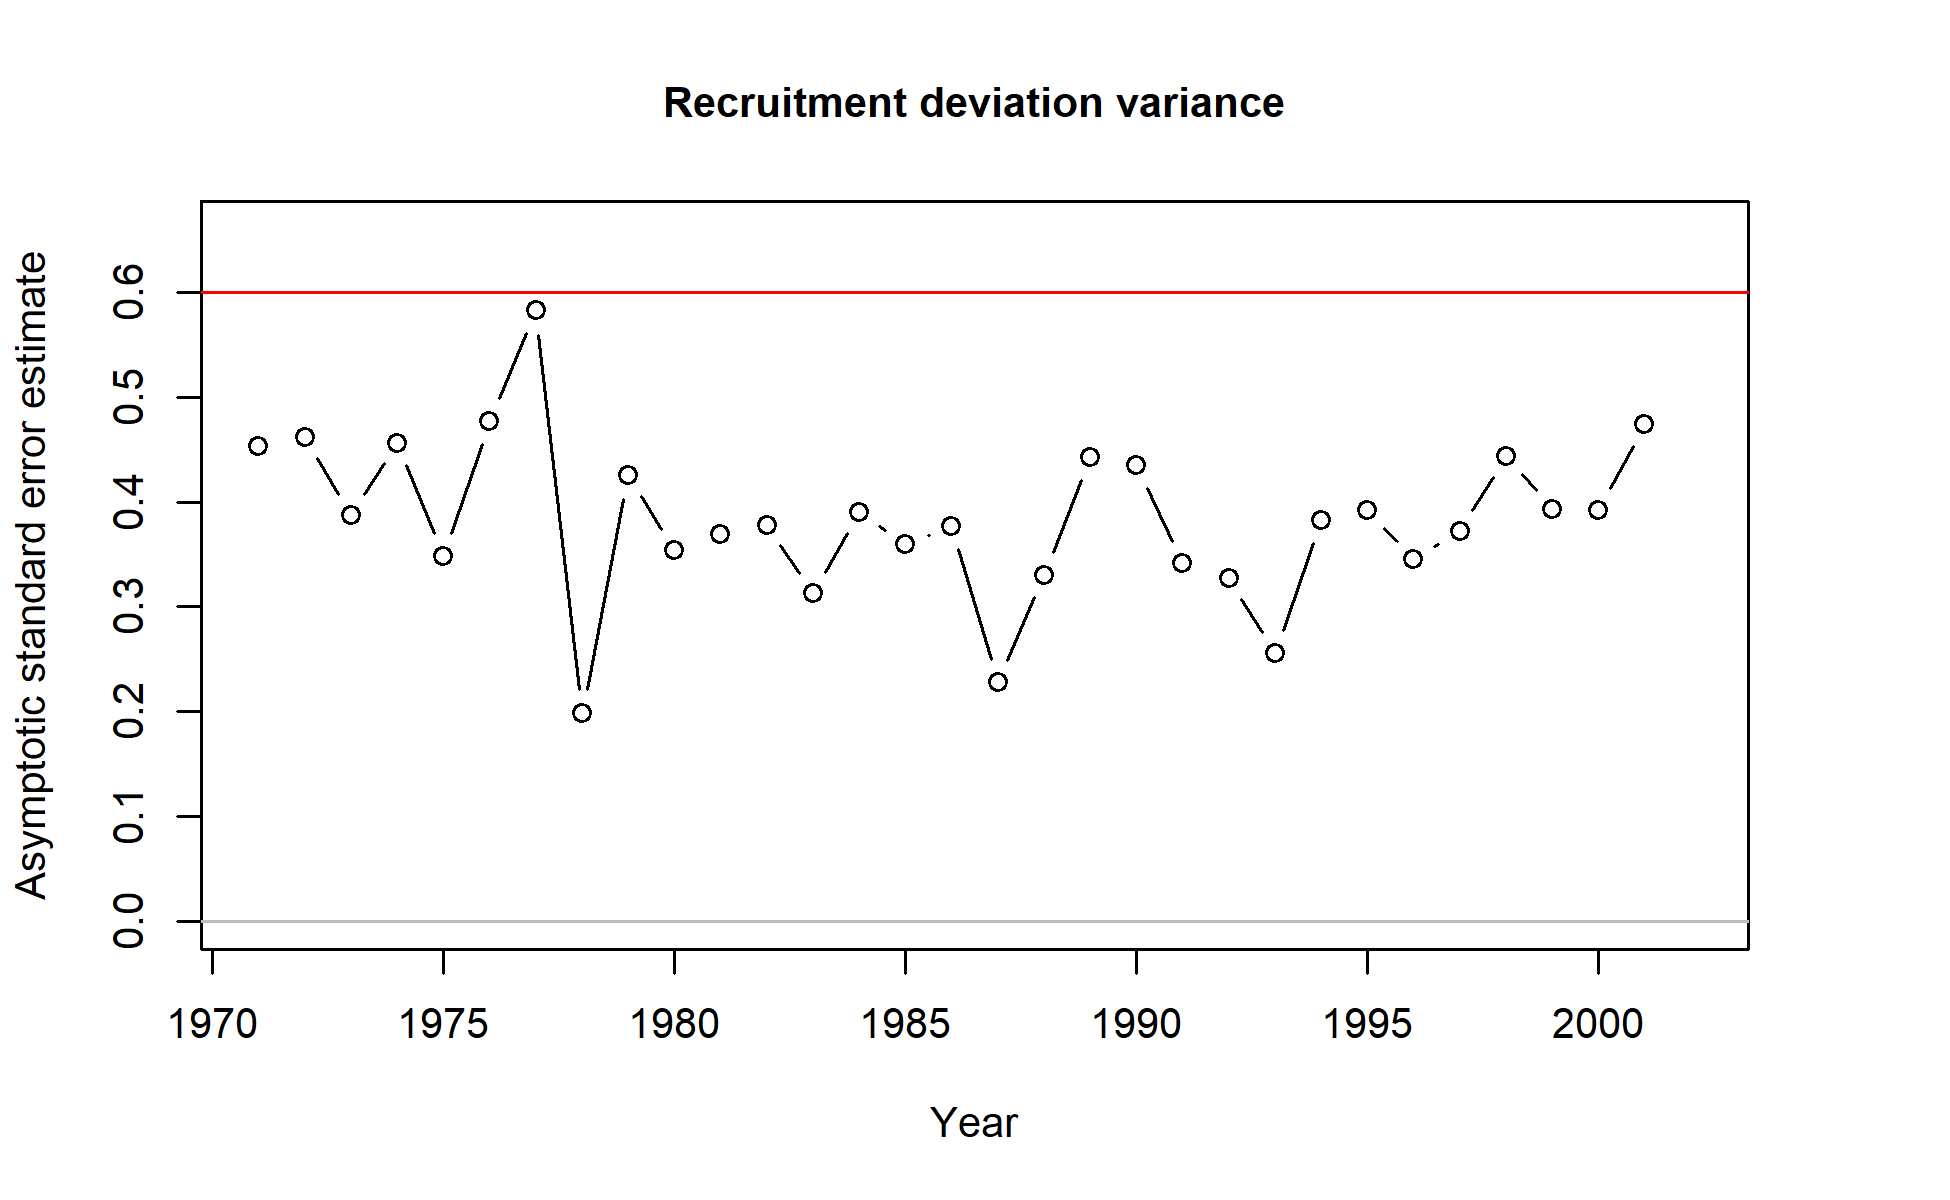 Recruitment deviation variance
Asymptotic standard error estimate
0.6
0.5
0.4
0.3
0.2
0.1
0.0
1970 1975 1980 1985 1990 1995 2000
Year